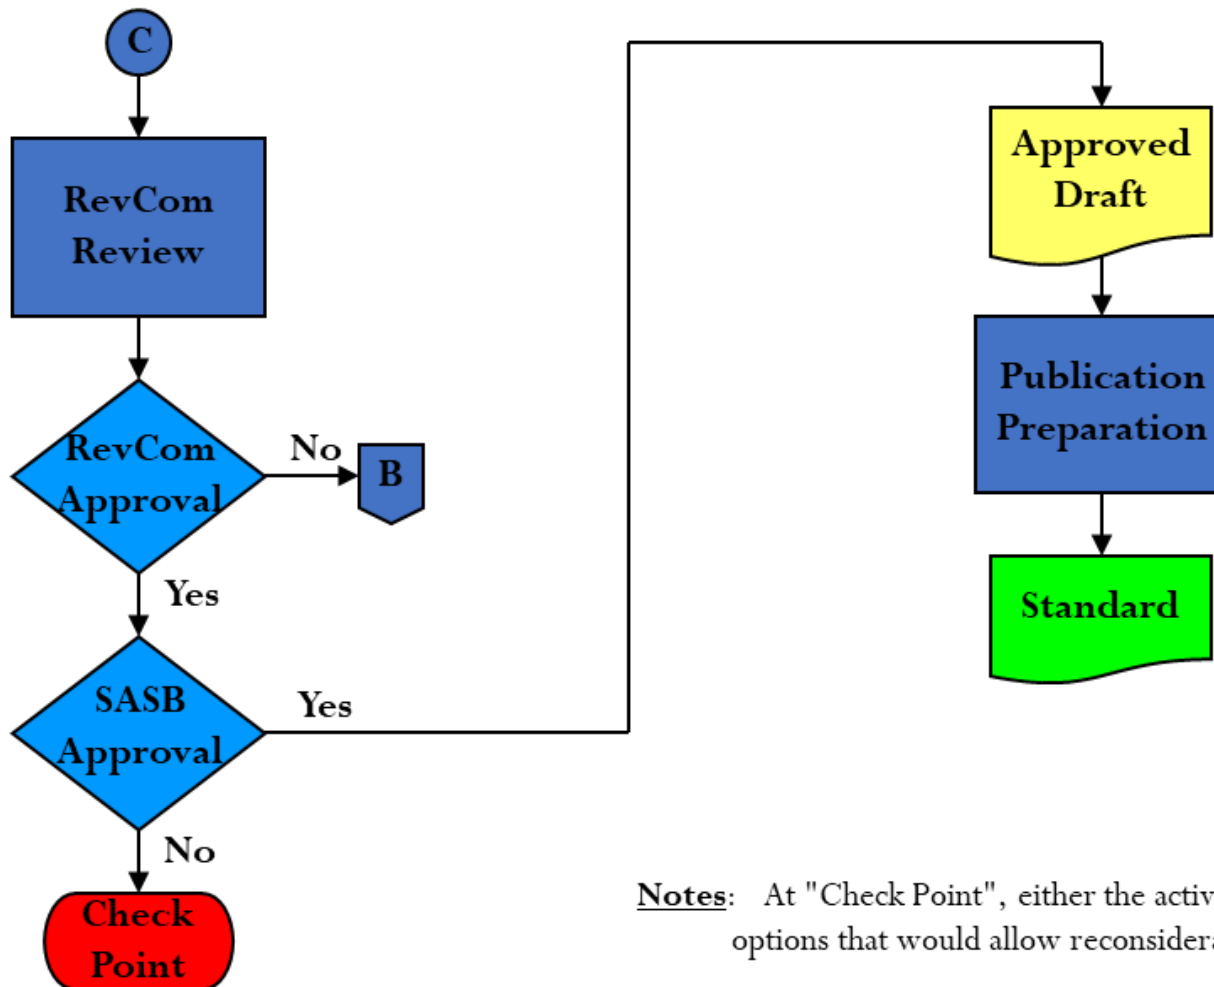 C
RevCom
Review
RevCom
Approval
No
B
Yes
SASB
Approval
Yes
No
Check
Point
Approved
Draft
Publication
Preparation
Standard
Notes: At "Check Point", either the activ
options that would allow reconsidera